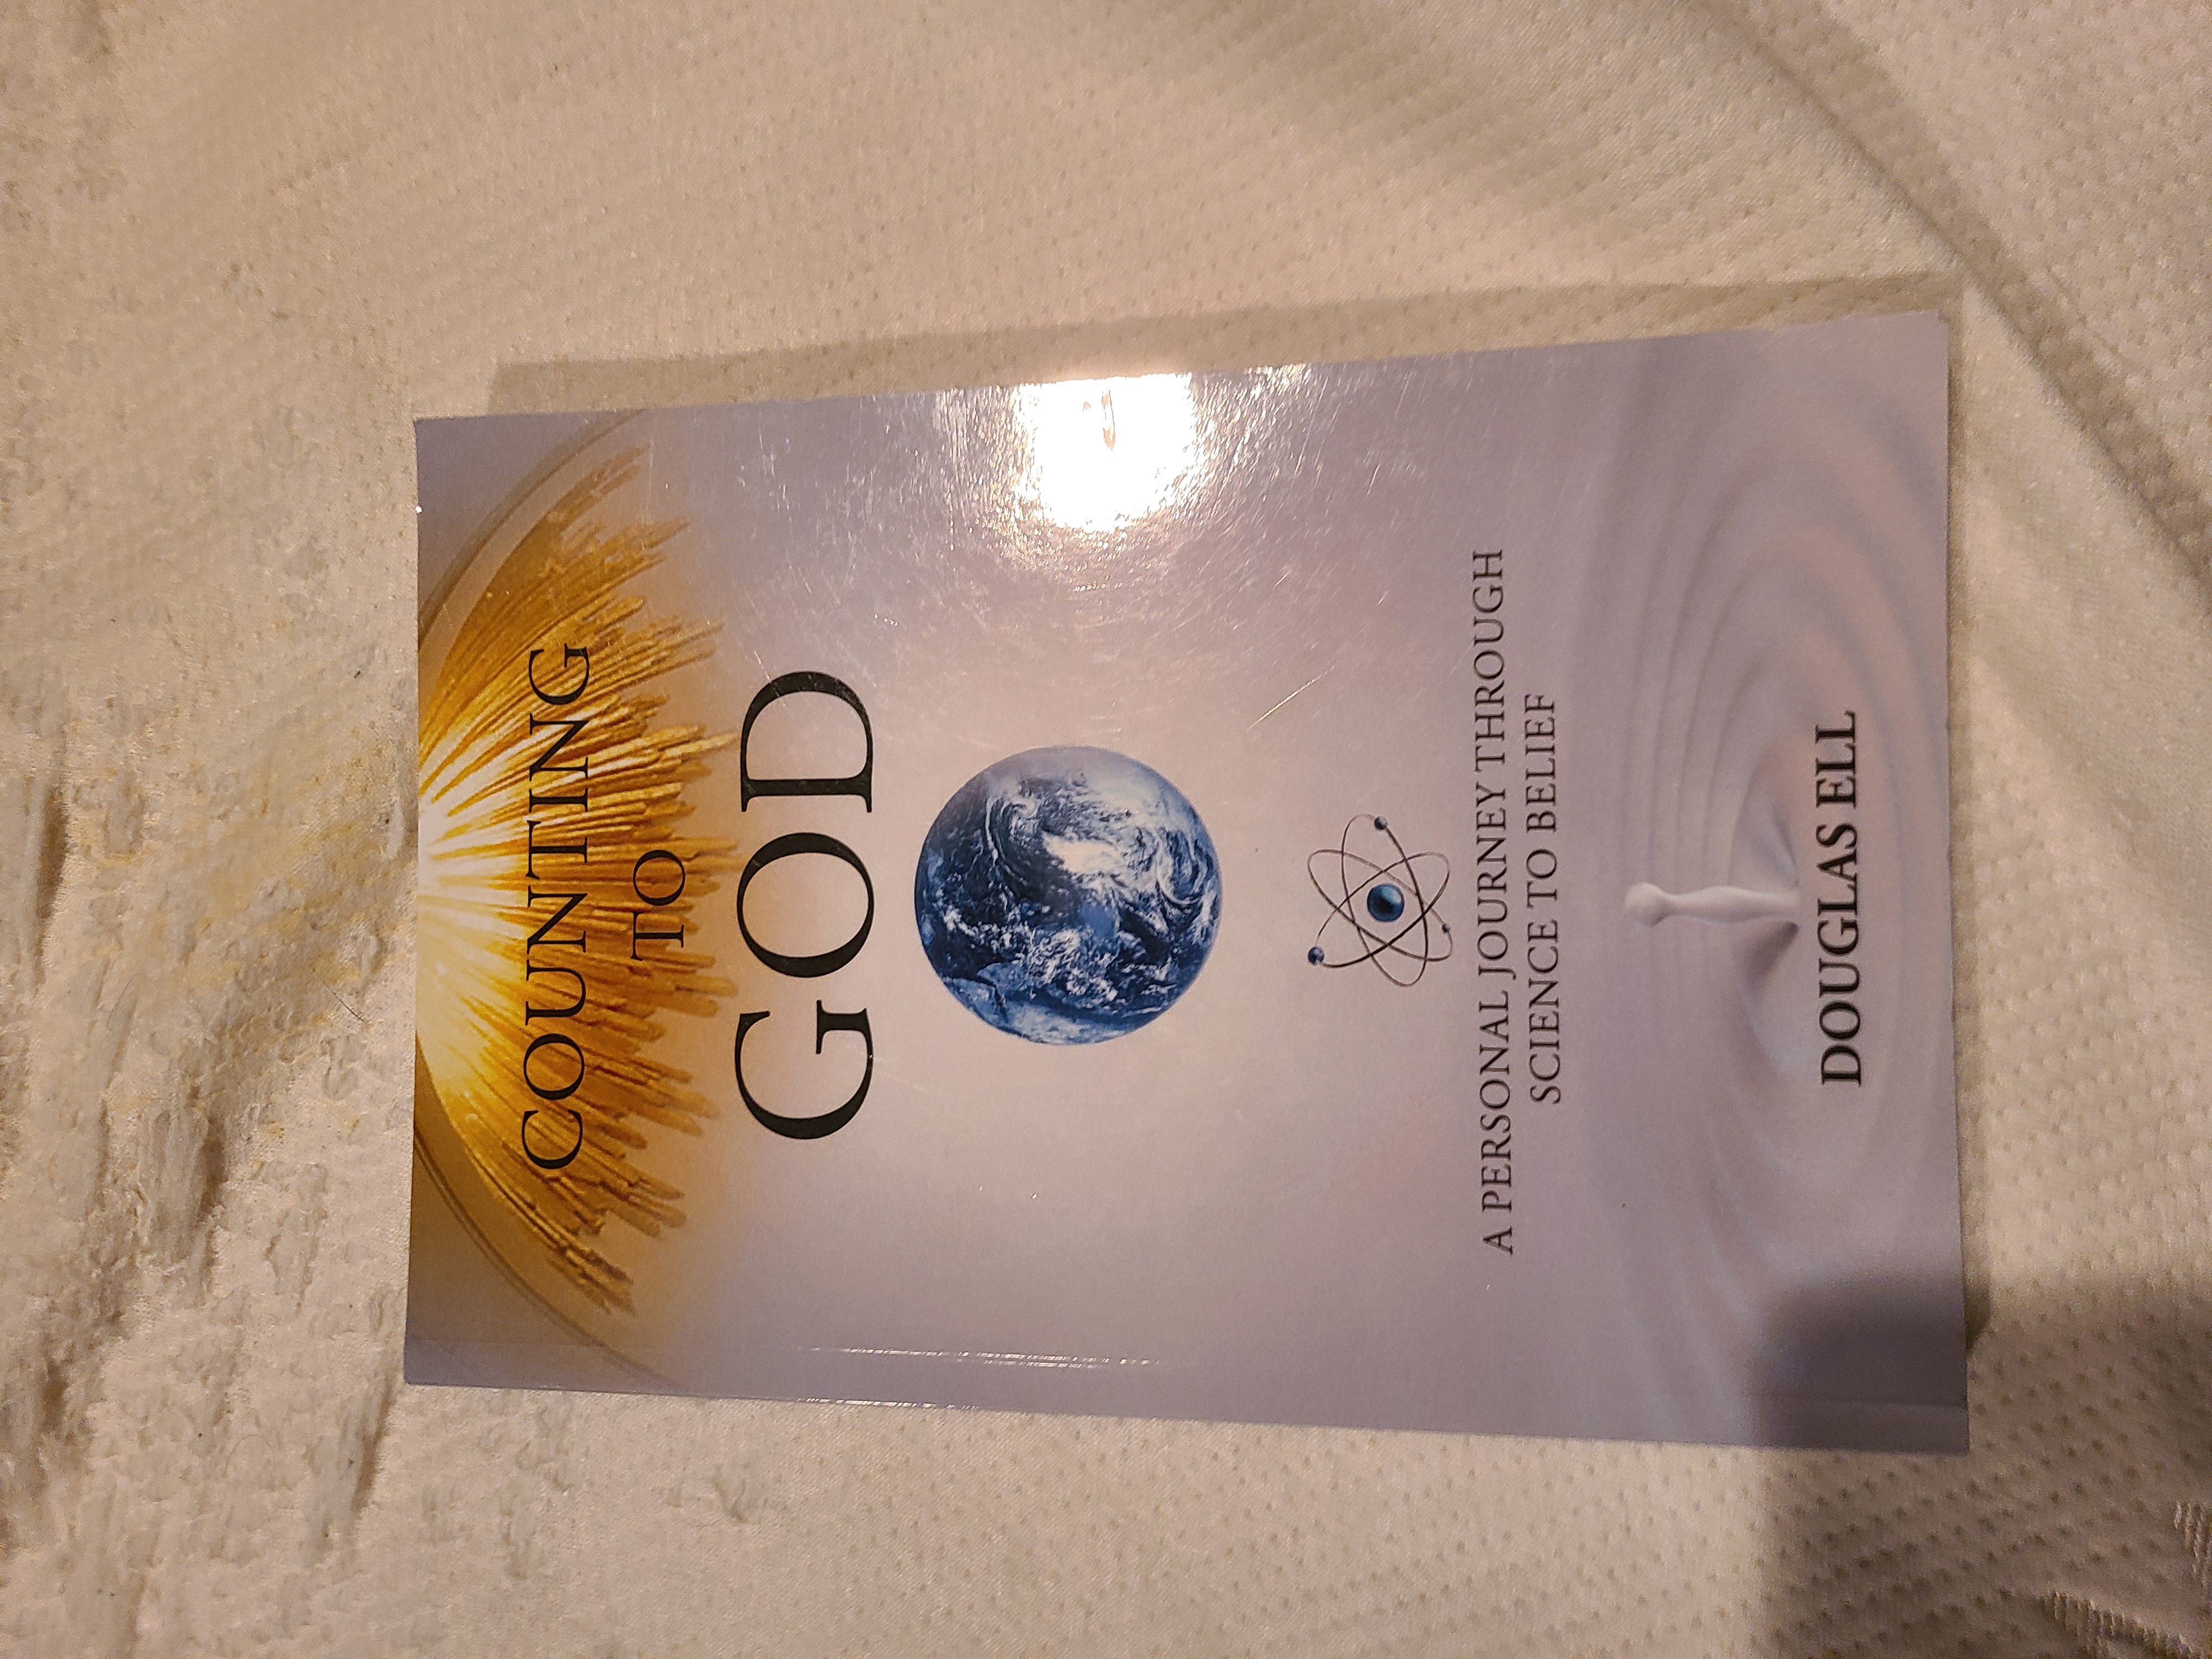 COUNTING
TO
GOD
A PERSONAL JOURNEY THROUGH
SCIENCE TO BELIEF
DOUGLAS ELL